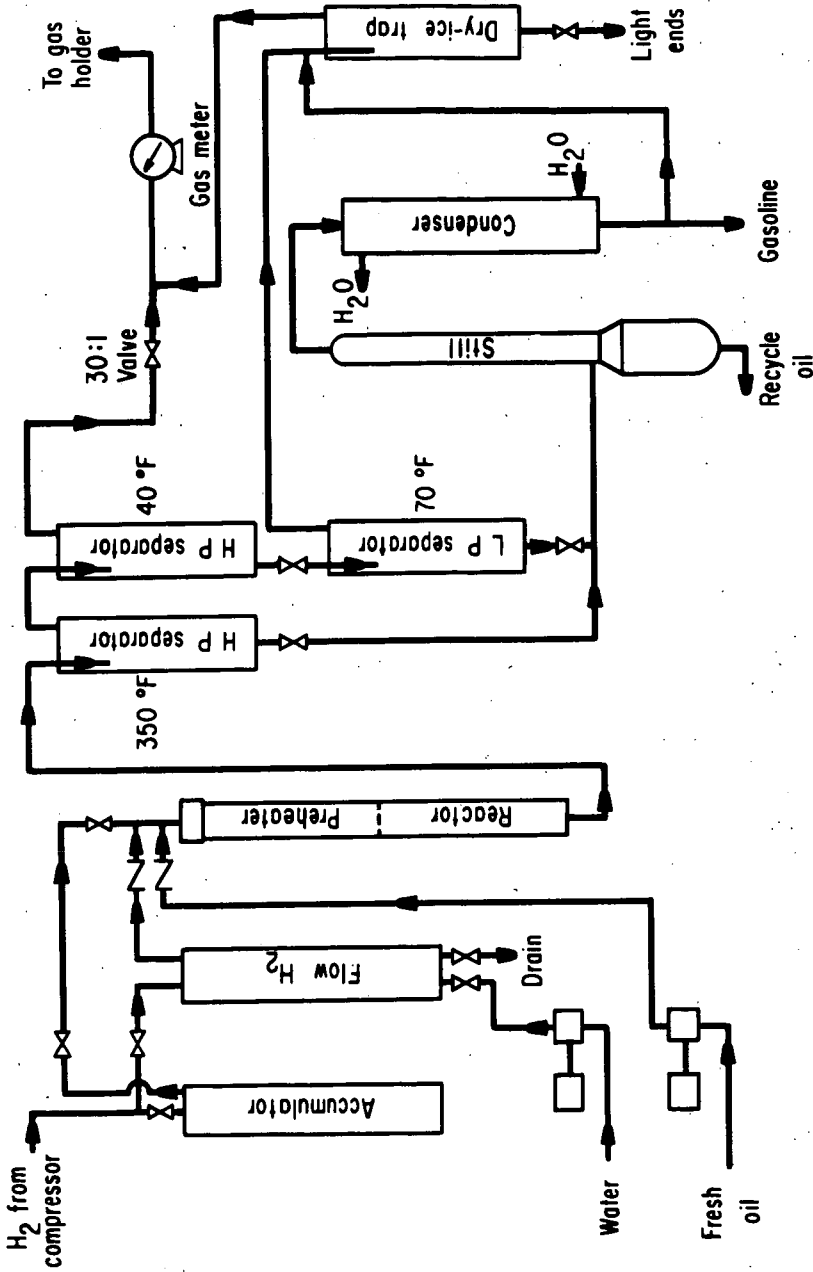 H2 from
compressor
Accumulator
Water
Fresh
oil
Flow H2
Drain
Preheater
Reactor
350 °F
H P separator
H P separator
40 °F
L P separator
70 °F
30:1
Valve
Gas meter
To gas
holder
Still
Recycle
oil
Condenser
H2O
H2O
Gasoline
Dry-ice trap
Light
ends